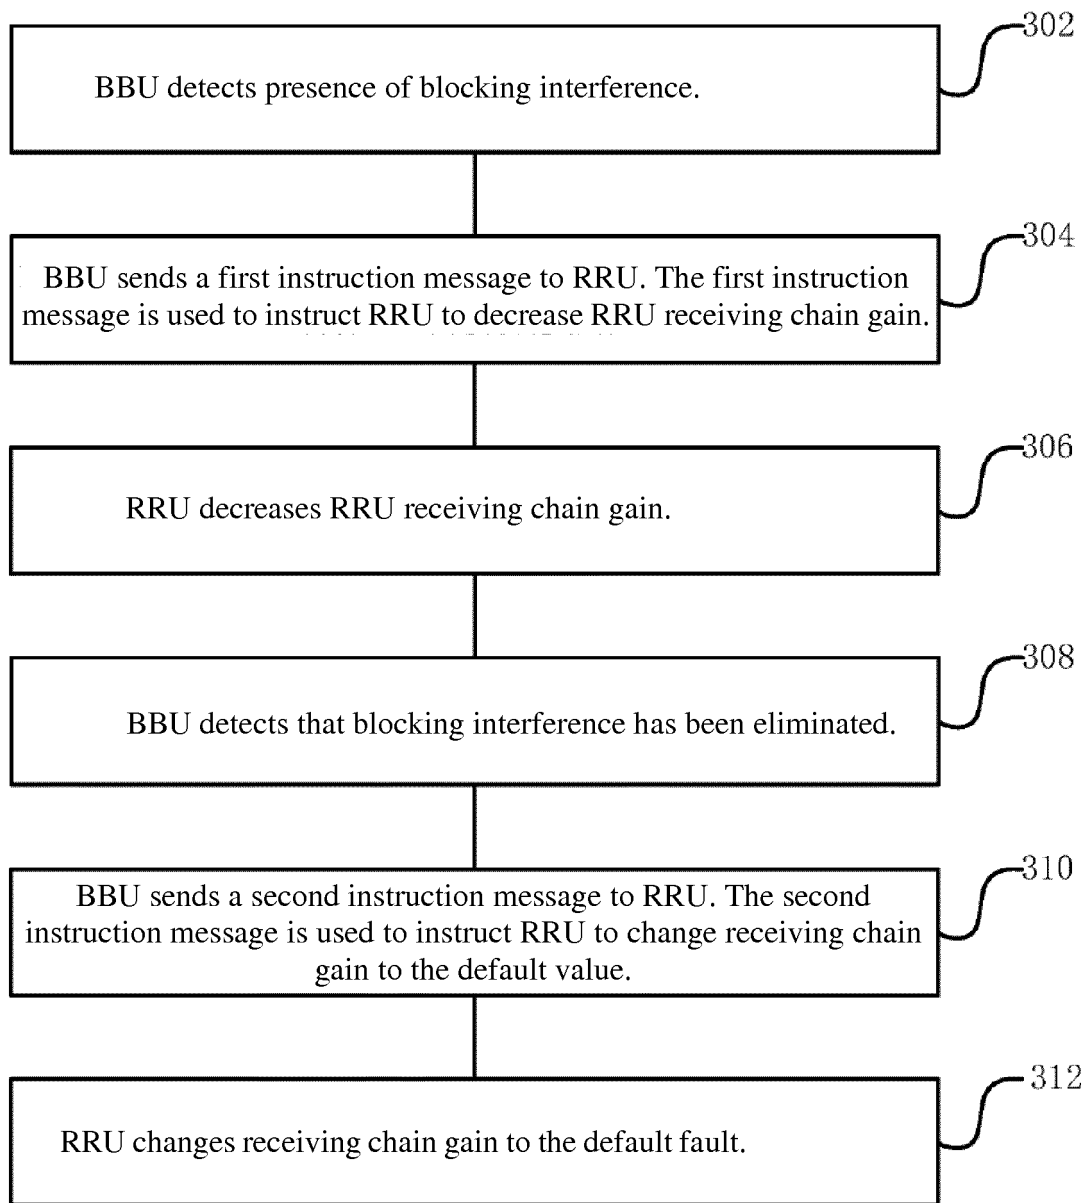 302
BBU detects presence of blocking interference.
304
BBU sends a first instruction message to RRU. The first instruction
message is used to instruct RRU to decrease RRU receiving chain gain.
306
RRU decreases RRU receiving chain gain.
308
BBU detects that blocking interference has been eliminated.
310
BBU sends a second instruction message to RRU. The second
instruction message is used to instruct RRU to change receiving chain
gain to the default value.
312
RRU changes receiving chain gain to the default fault.